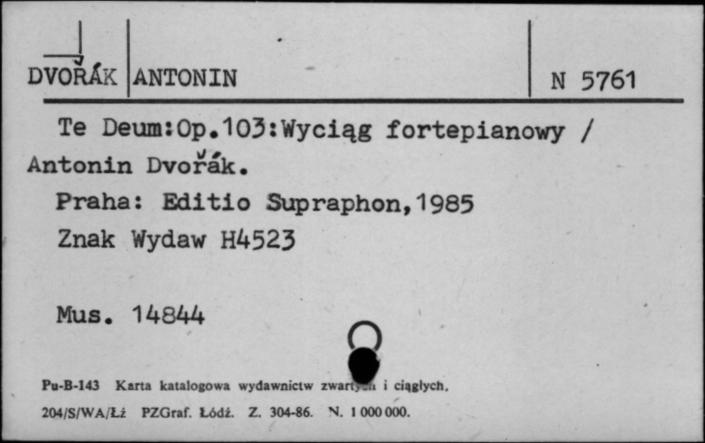 DVOŘÁK ANTONIN N 5761
Te Deum:Op.103:Wyciąg fortepianowy /
Antonin Dvořák.
Praha: Editio Supraphon,1985
Znak Wydaw H4523
Mus. 14844
Pu-B-143 Karta katalogowa wydawnictw zwartych i ciągłych.
204/S/WA/Łż PZGraf. Łódź. Z. 304-86. N. 1 000 000.